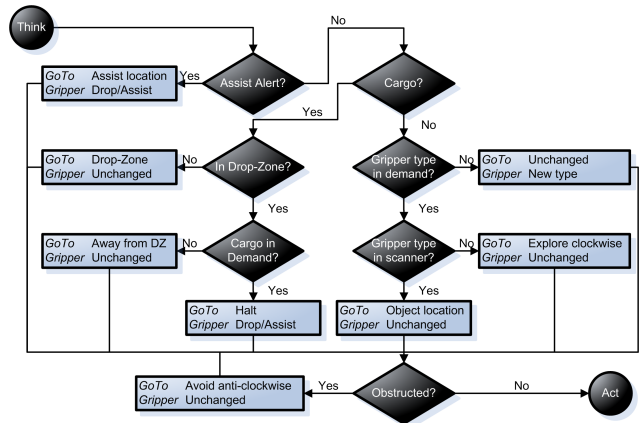 Think
No
Assist Alert?
Cargo?
Yes
GoTo Assist location
Gripper Drop/Assist
Yes
No
In Drop-Zone?
No
GoTo Drop-Zone
Gripper Unchanged
Gripper type
in demand?
No
GoTo Unchanged
Gripper New type
Yes
Yes
Cargo in
Demand?
No
GoTo Away from DZ
Gripper Unchanged
Gripper type
in scanner?
No
GoTo Explore clockwise
Gripper Unchanged
Yes
Yes
GoTo Halt
Gripper Drop/Assist
GoTo Object location
Gripper Unchanged
GoTo Avoid anti-clockwise
Gripper Unchanged
Yes
Obstructed?
No
Act